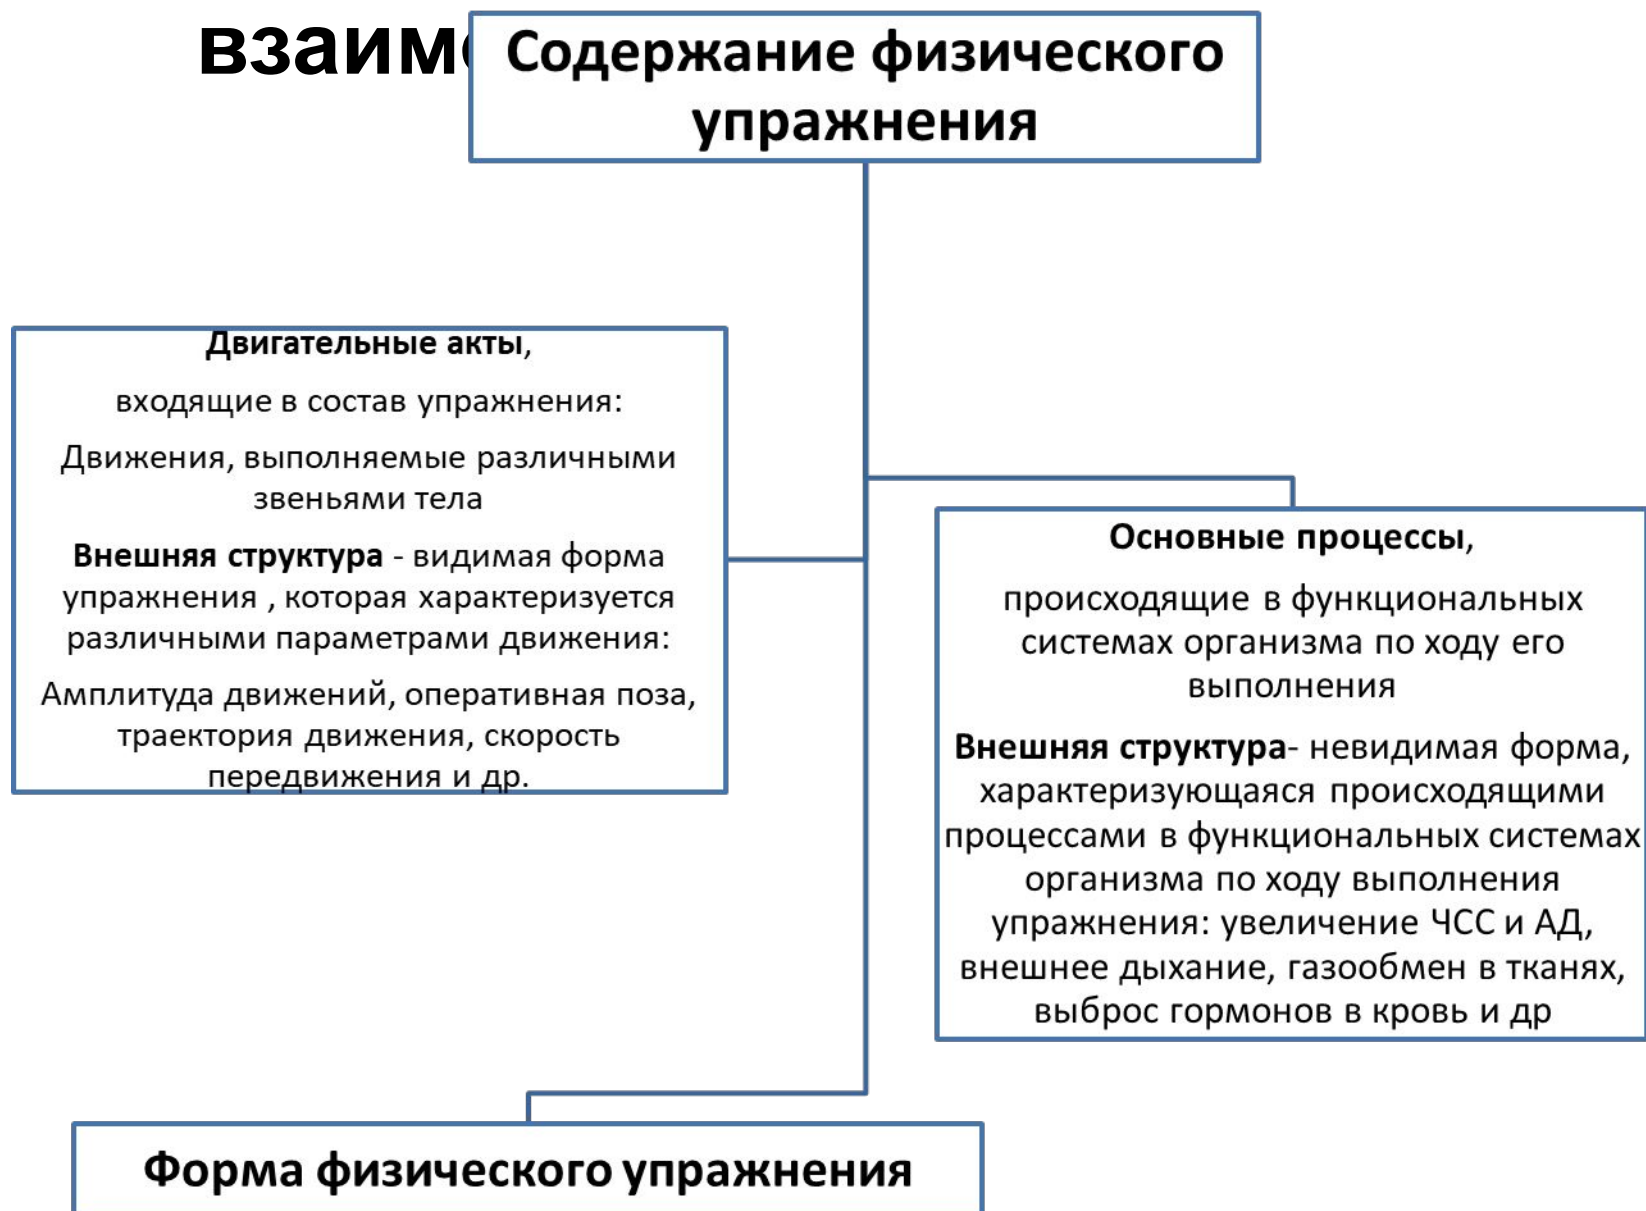 Содержание физического
упражнения
Двигательные акты,
входящие в состав упражнения:
Движения, выполняемые различными
звеньями тела
Внешняя структура - видимая форма
упражнения , которая характеризуется
различными параметрами движения:
Амплитуда движений, оперативная поза,
траектория движения, скорость
передвижения и др.
Основные процессы,
происходящие в функциональных
системах организма по ходу его
выполнения
Внешняя структура- невидимая форма,
характеризующаяся происходящими
процессами в функциональных системах
организма по ходу выполнения
упражнения: увеличение ЧСС и АД,
внешнее дыхание, газообмен в тканях,
выброс гормонов в кровь и др
Форма физического упражнения